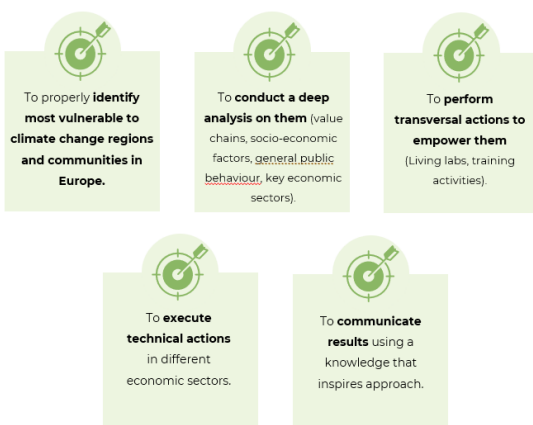 To properly identify
most vulnerable to
climate change regions
and communities in
Europe.
To conduct a deep
analysis on them (value
chains, socio-economic
factors, general public
behaviour, key economic
sectors).
To perform
transversal actions to
empower them
(Living labs, training
activities).
To execute
technical actions
in different
economic sectors.
To communicate
results using a
knowledge that
inspires approach.